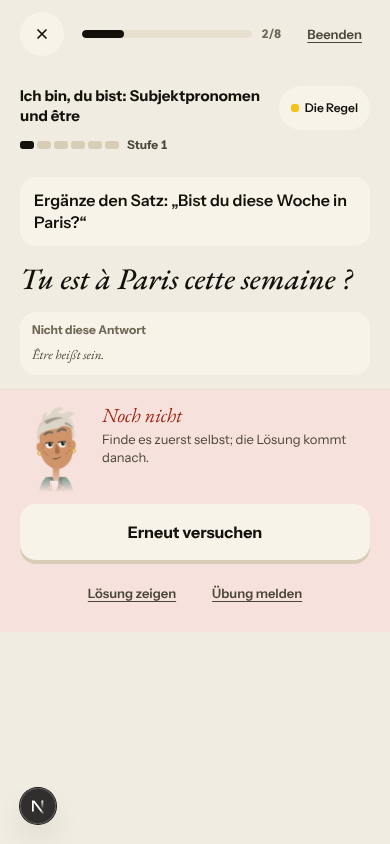 ✕
2/8
Beenden
Ich bin, du bist: Subjektpronomen
und être
Die Regel
Stufe 1
Ergänze den Satz: „Bist du diese Woche in
Paris?“
Tu est à Paris cette semaine ?
Nicht diese Antwort
Être heißt sein.
Noch nicht
Finde es zuerst selbst; die Lösung kommt
danach.
Erneut versuchen
Lösung zeigen
Übung melden
N